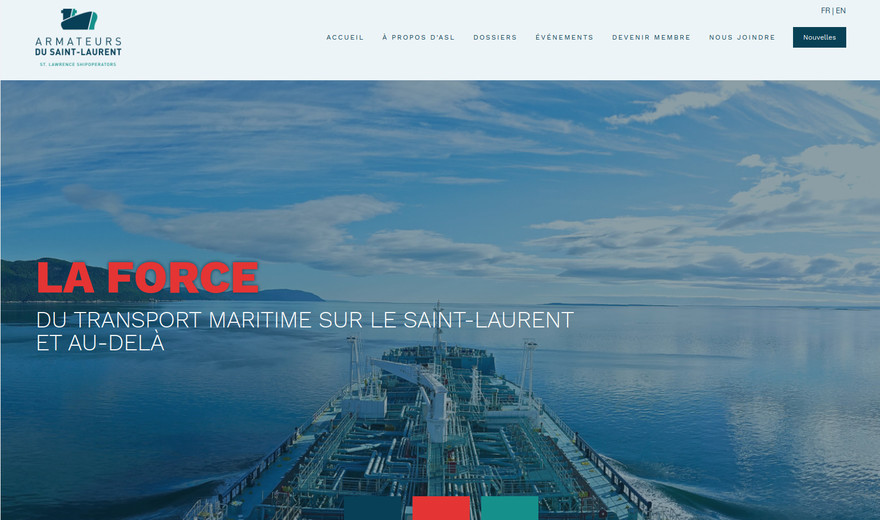 FR | EN
ARMATEURS
DU SAINT-LAURENT
ST. LAWRENCE SHIPOPERATORS
ACCUEIL À PROPOS D'ASL DOSSIERS ÉVÉNEMENTS DEVENIR MEMBRE NOUS JOINDRE Nouvelles
LA FORCE
DU TRANSPORT MARITIME SUR LE SAINT-LAURENT
ET AU-DELÀ